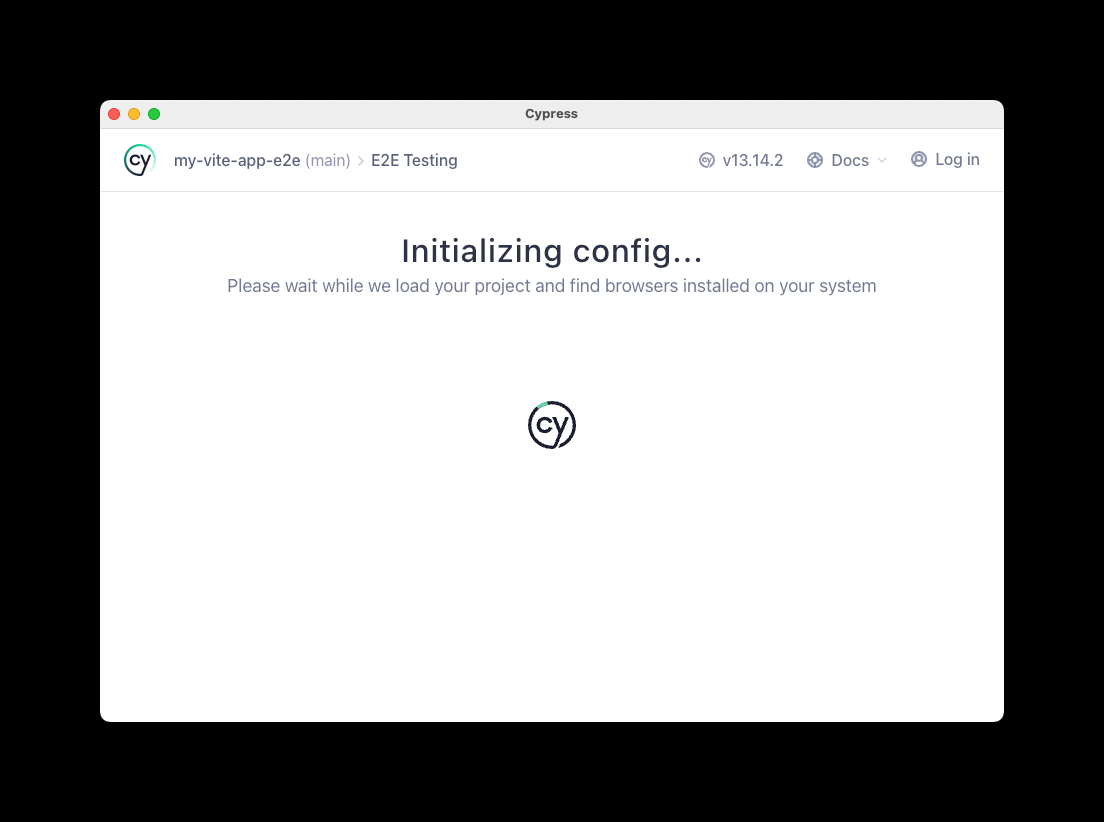 Cypress
cy my-vite-app-e2e (main) > E2E Testing cy v13.14.2 Docs Log in
Initializing config...
Please wait while we load your project and find browsers installed on your system
cy